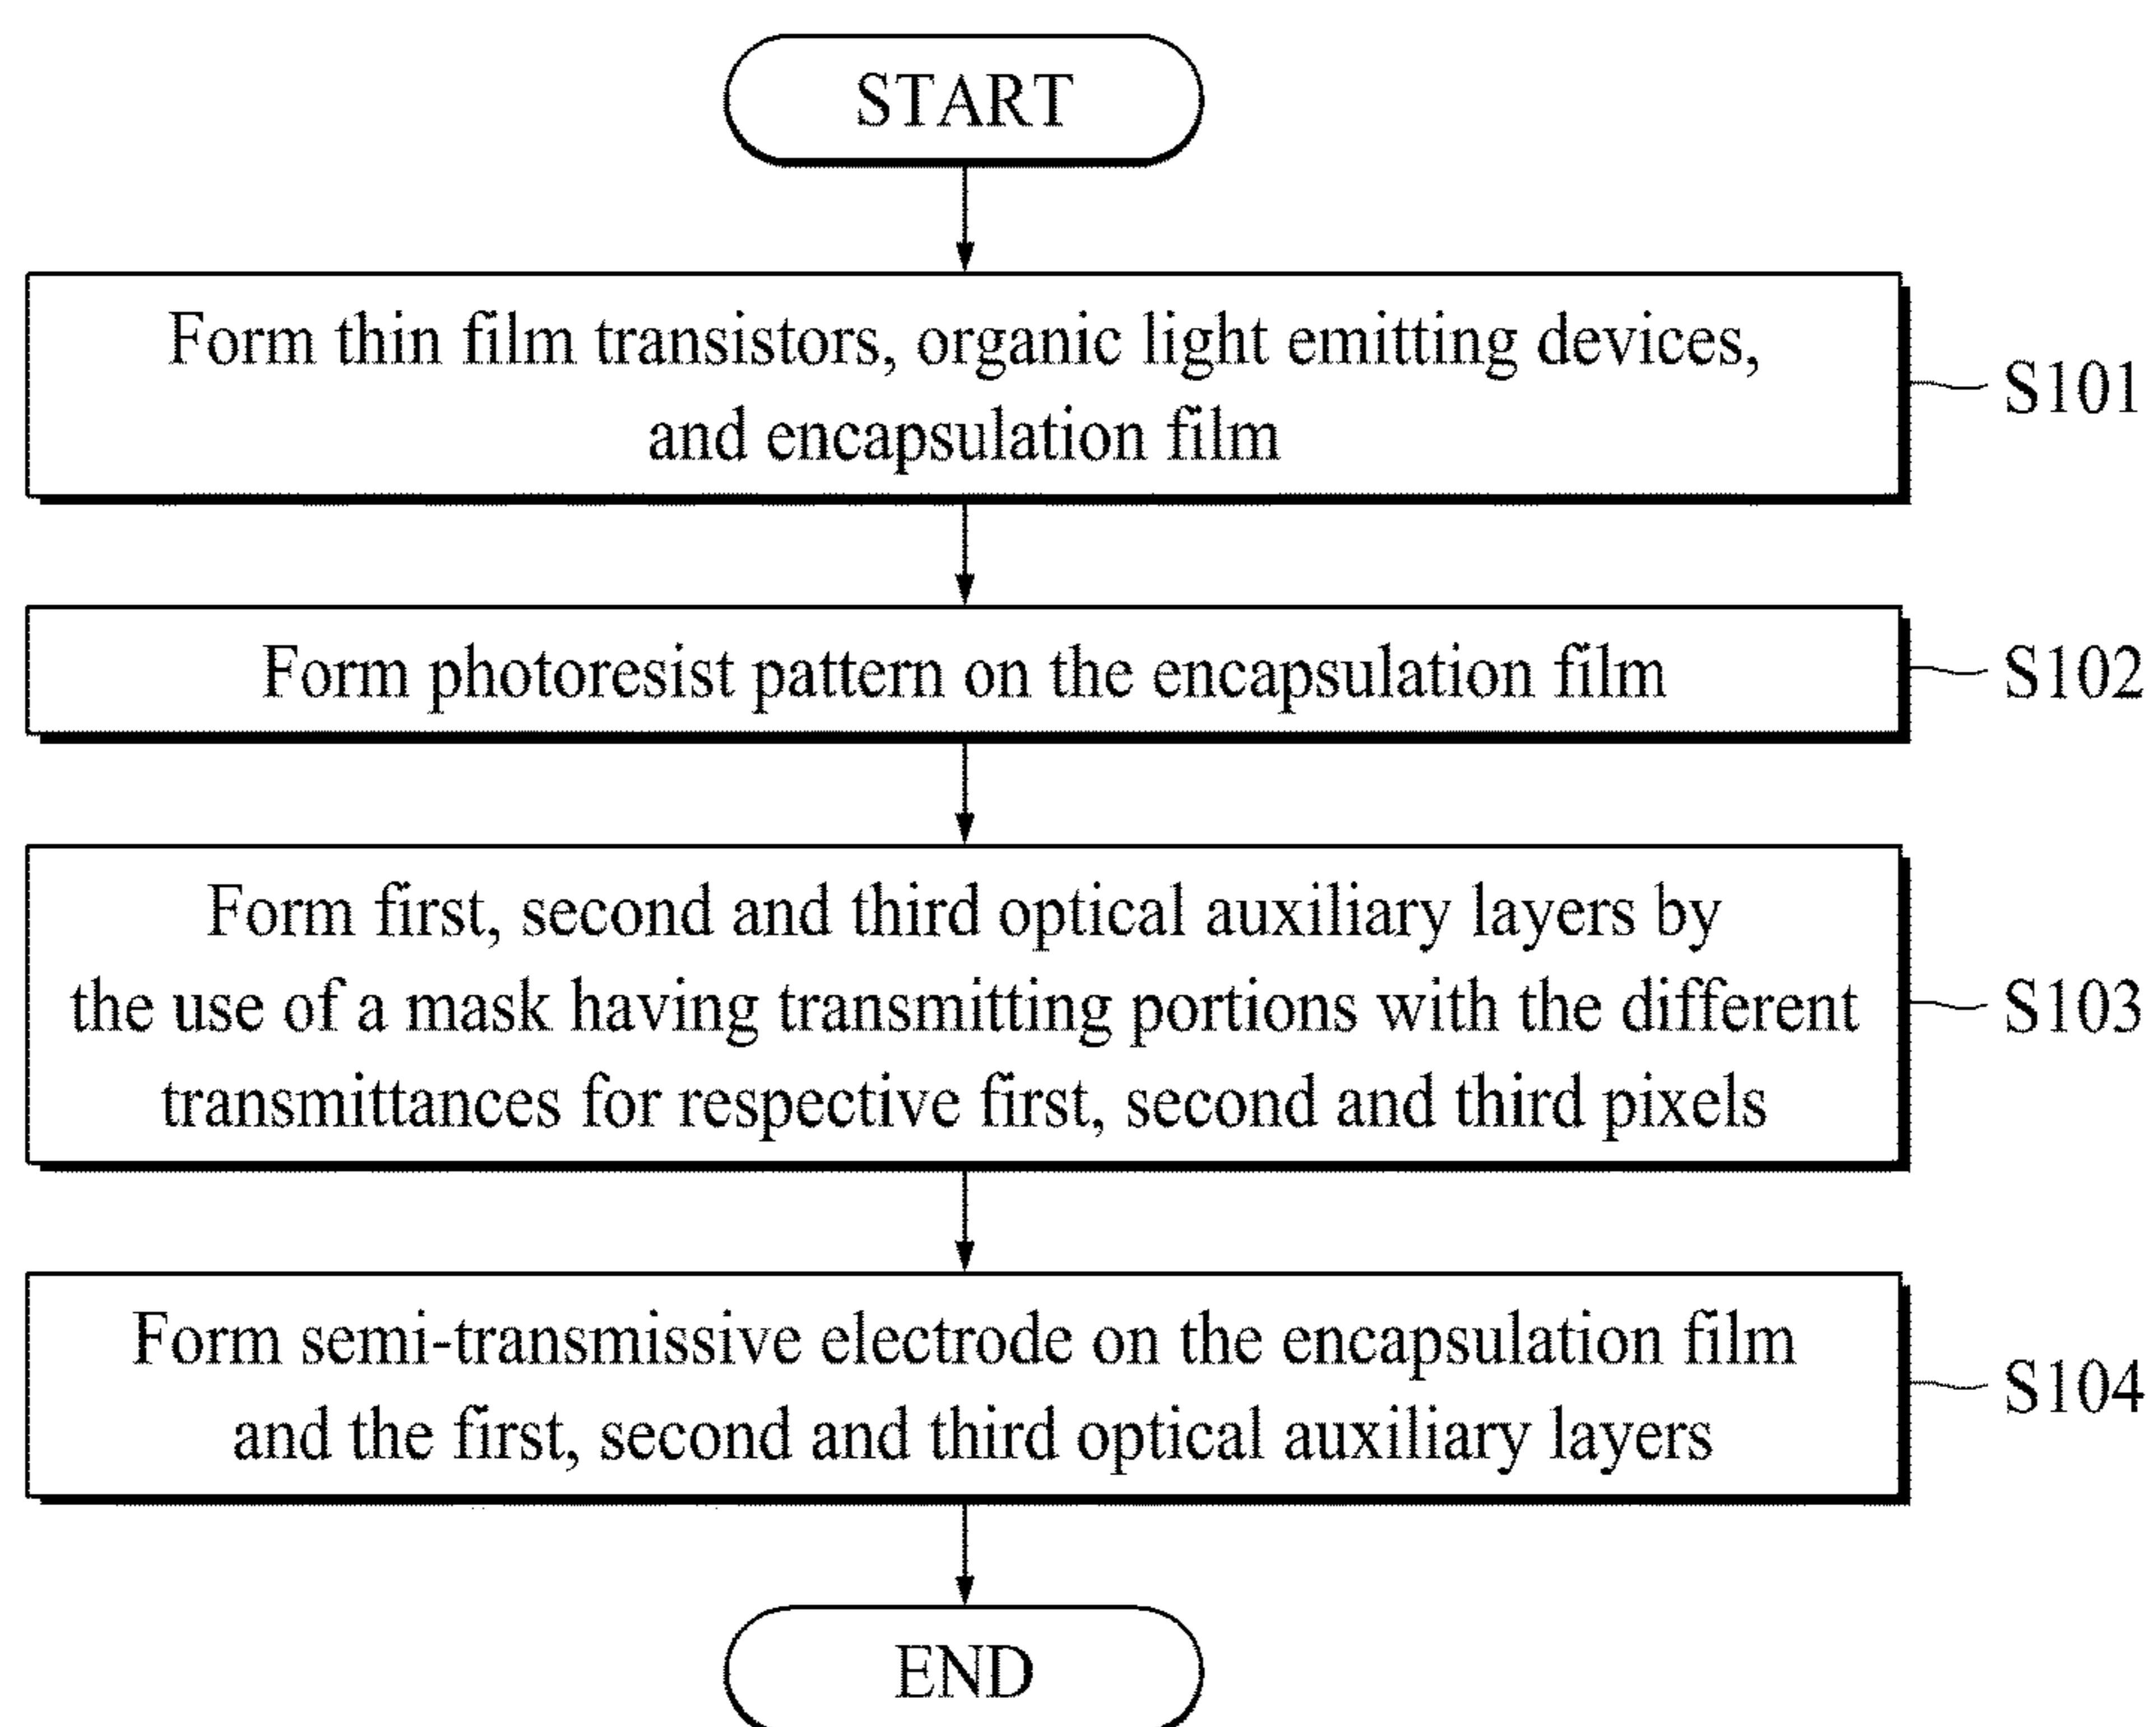 START
Form thin film transistors, organic light emitting devices,
and encapsulation film
S101
Form photoresist pattern on the encapsulation film
S102
Form first, second and third optical auxiliary layers by
the use of a mask having transmitting portions with the different
transmittances for respective first, second and third pixels
S103
Form semi-transmissive electrode on the encapsulation film
and the first, second and third optical auxiliary layers
S104
END